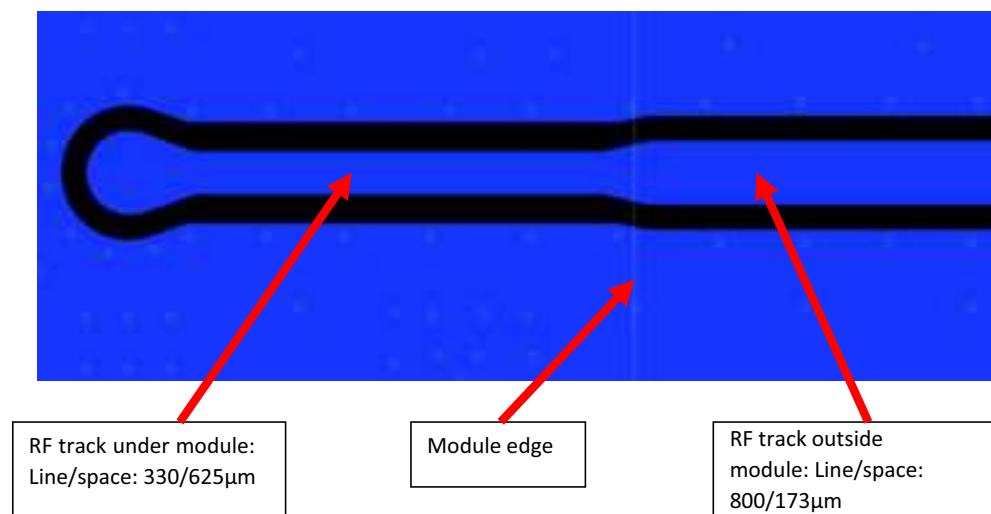 RF track under module:
Line/space: 330/625µm
Module edge
RF track outside
module: Line/space:
800/173µm